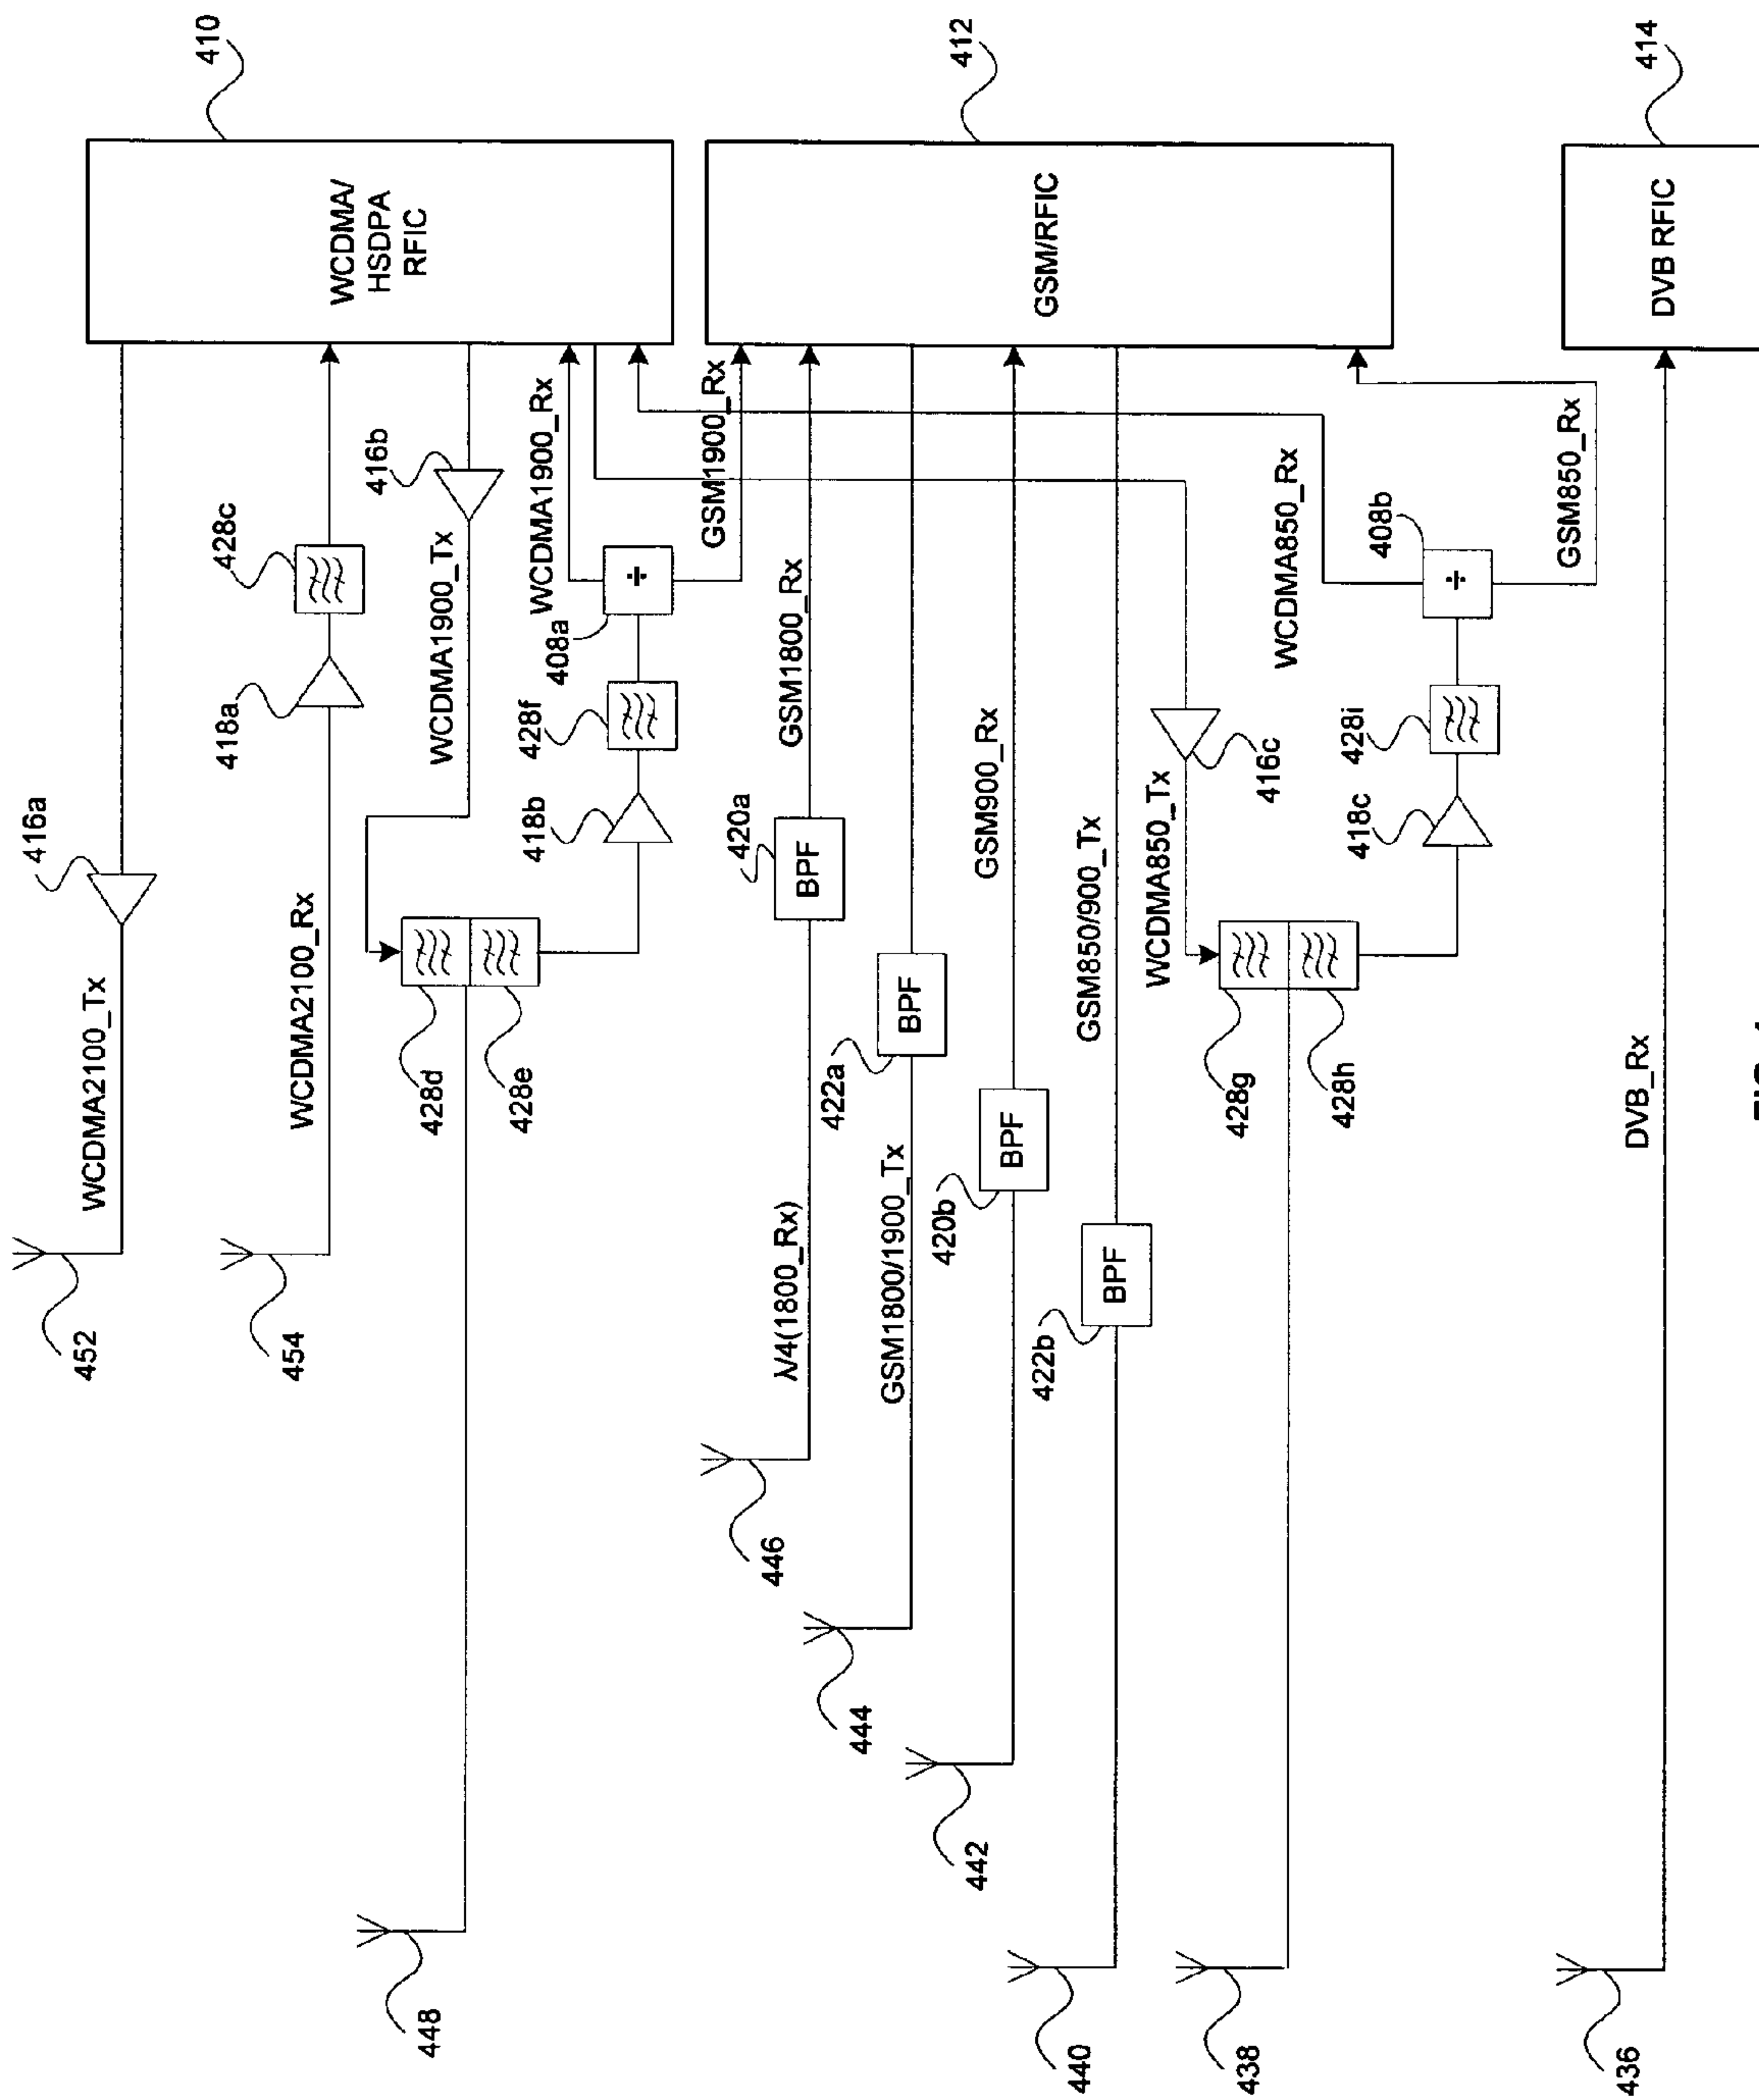 410
412
414
WCDMA/
HSDPA
RFIC
GSM/RFIC
DVB RFIC
416a
WCDMA2100_Tx
452
418a
428c
WCDMA2100_Rx
454
416b
WCDMA1900_Tx
428d
428e
448
418b
428f
408a
WCDMA1900_Rx
GSM1900_Rx
GSM1800_Rx
420a
BPF
λ/4(1800_Rx)
446
422a
BPF
GSM1800/1900_Tx
444
GSM900_Rx
420b
BPF
442
GSM850/900_Tx
422b
BPF
440
WCDMA850_Tx
416c
428g
428h
438
418c
428i
408b
÷
÷
WCDMA850_Rx
GSM850_Rx
DVB_Rx
436